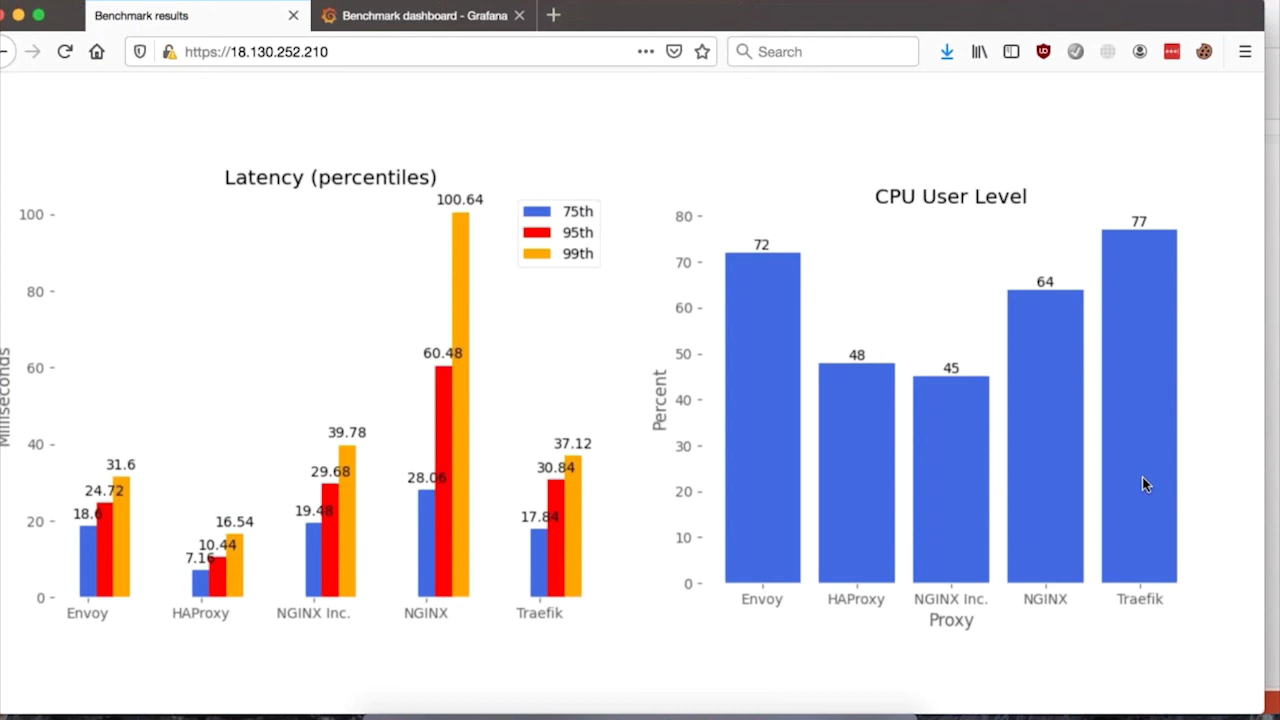 Benchmark results
Benchmark dashboard - Grafana
https://18.130.252.210
Search
Latency (percentiles)
100
80
60
40
20
0
Milliseconds
18.6
24.72
31.6
7.16
10.44
16.54
19.48
29.68
39.78
28.06
60.48
100.64
17.84
30.84
37.12
75th
95th
99th
Envoy
HAProxy
NGINX Inc.
NGINX
Traefik
CPU User Level
80
70
60
50
40
30
20
10
0
Percent
72
48
45
64
77
Envoy
HAProxy
NGINX Inc.
NGINX
Traefik
Proxy